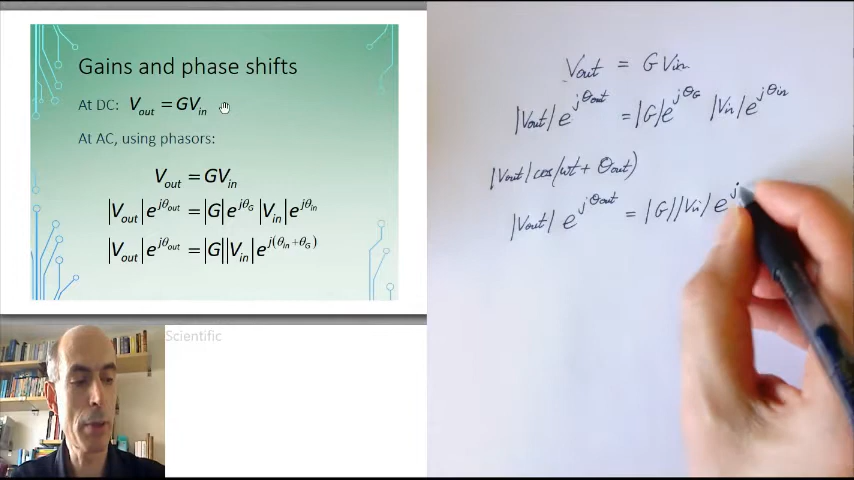 Gains and phase shifts
At DC: V_out = GV_in
At AC, using phasors:
V_out = GV_in
|V_out| e^{jθ_out} = |G| e^{jθ_G} |V_in| e^{jθ_in}
|V_out| e^{jθ_out} = |G||V_in| e^{j(θ_in + θ_G)}
Scientific
Vout = G Vin
|Vout| e^{jθout} = |G| e^{jθG} |Vin| e^{jθin}
|Vout| cos(ωt + θout)
|Vout| e^{jθout} = |G||Vin| e^{j